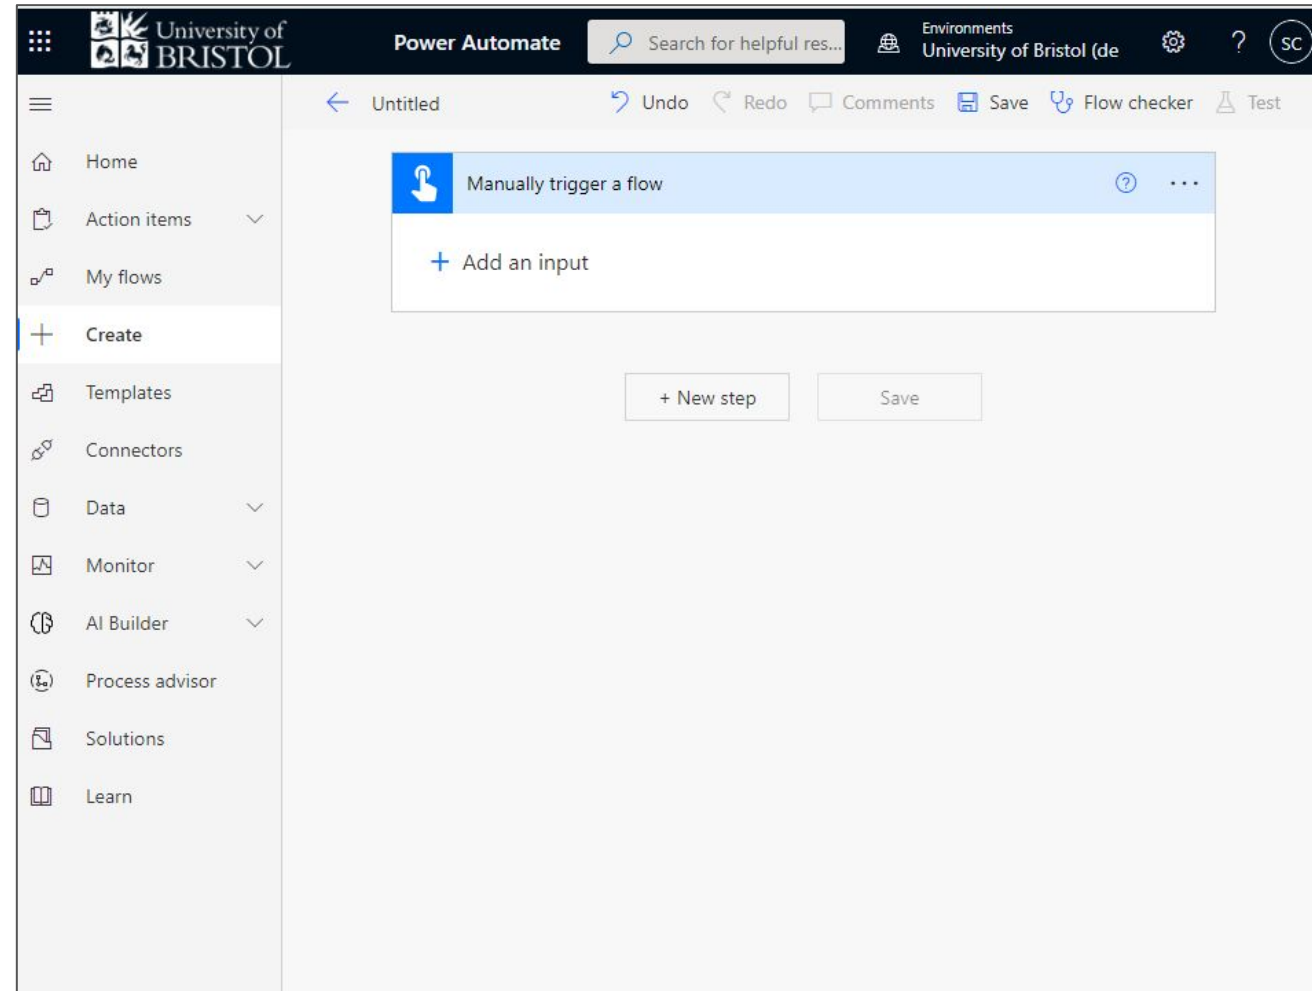 University of
BRISTOL
Power Automate
Search for helpful res...
Environments
University of Bristol (de
?
SC
Untitled
Undo
Redo
Comments
Save
Flow checker
Test
Home
Action items
My flows
Create
Templates
Connectors
Data
Monitor
AI Builder
Process advisor
Solutions
Learn
Manually trigger a flow
?
...
+ Add an input
+ New step
Save